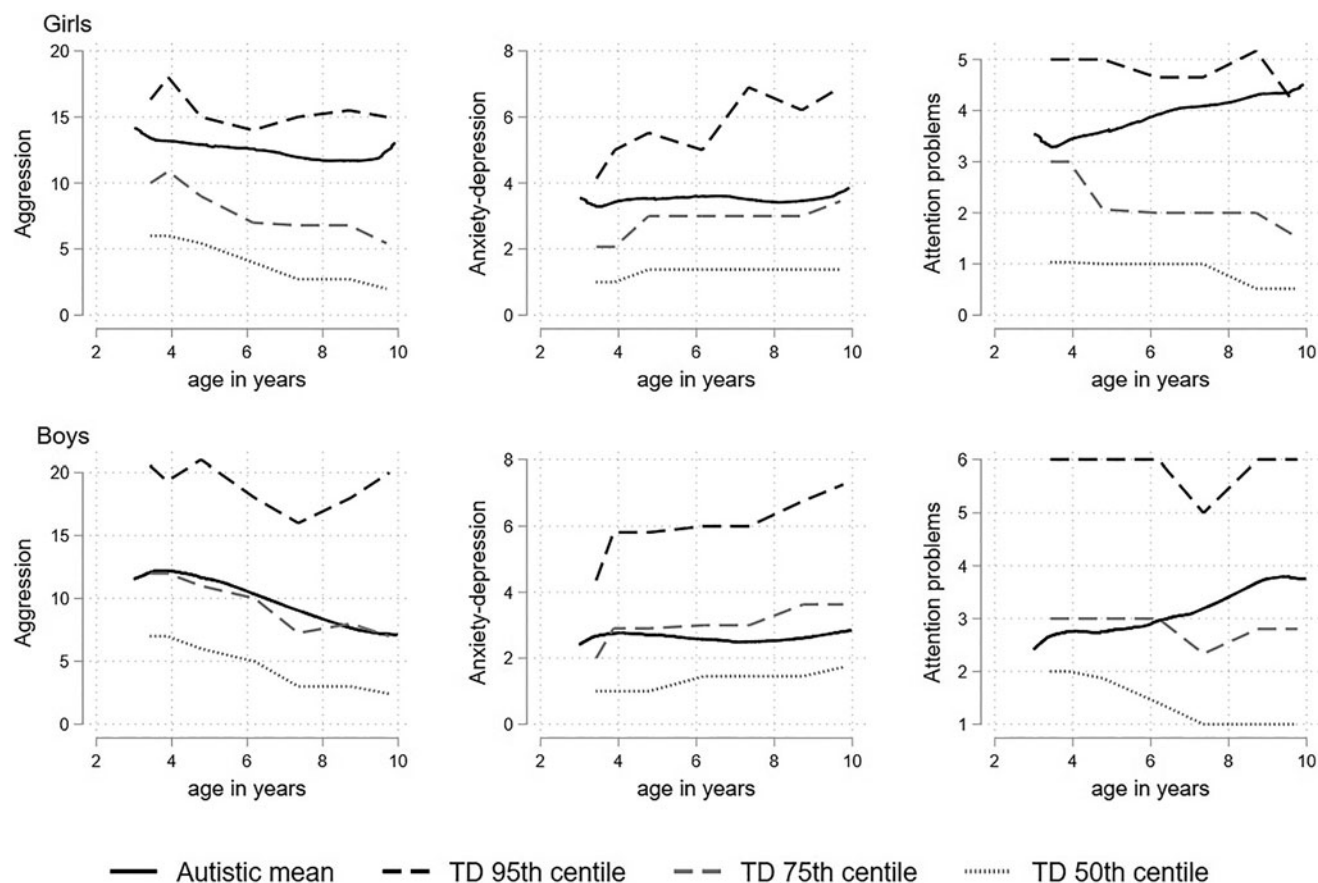 Girls
Aggression
20
15
10
5
0
2 4 6 8 10
age in years
Anxiety-depression
8
6
4
2
0
2 4 6 8 10
age in years
Attention problems
5
4
3
2
1
0
2 4 6 8 10
age in years
Boys
Aggression
20
15
10
5
0
2 4 6 8 10
age in years
Anxiety-depression
8
6
4
2
0
2 4 6 8 10
age in years
Attention problems
6
5
4
3
2
1
2 4 6 8 10
age in years
Autistic mean TD 95th centile TD 75th centile TD 50th centile